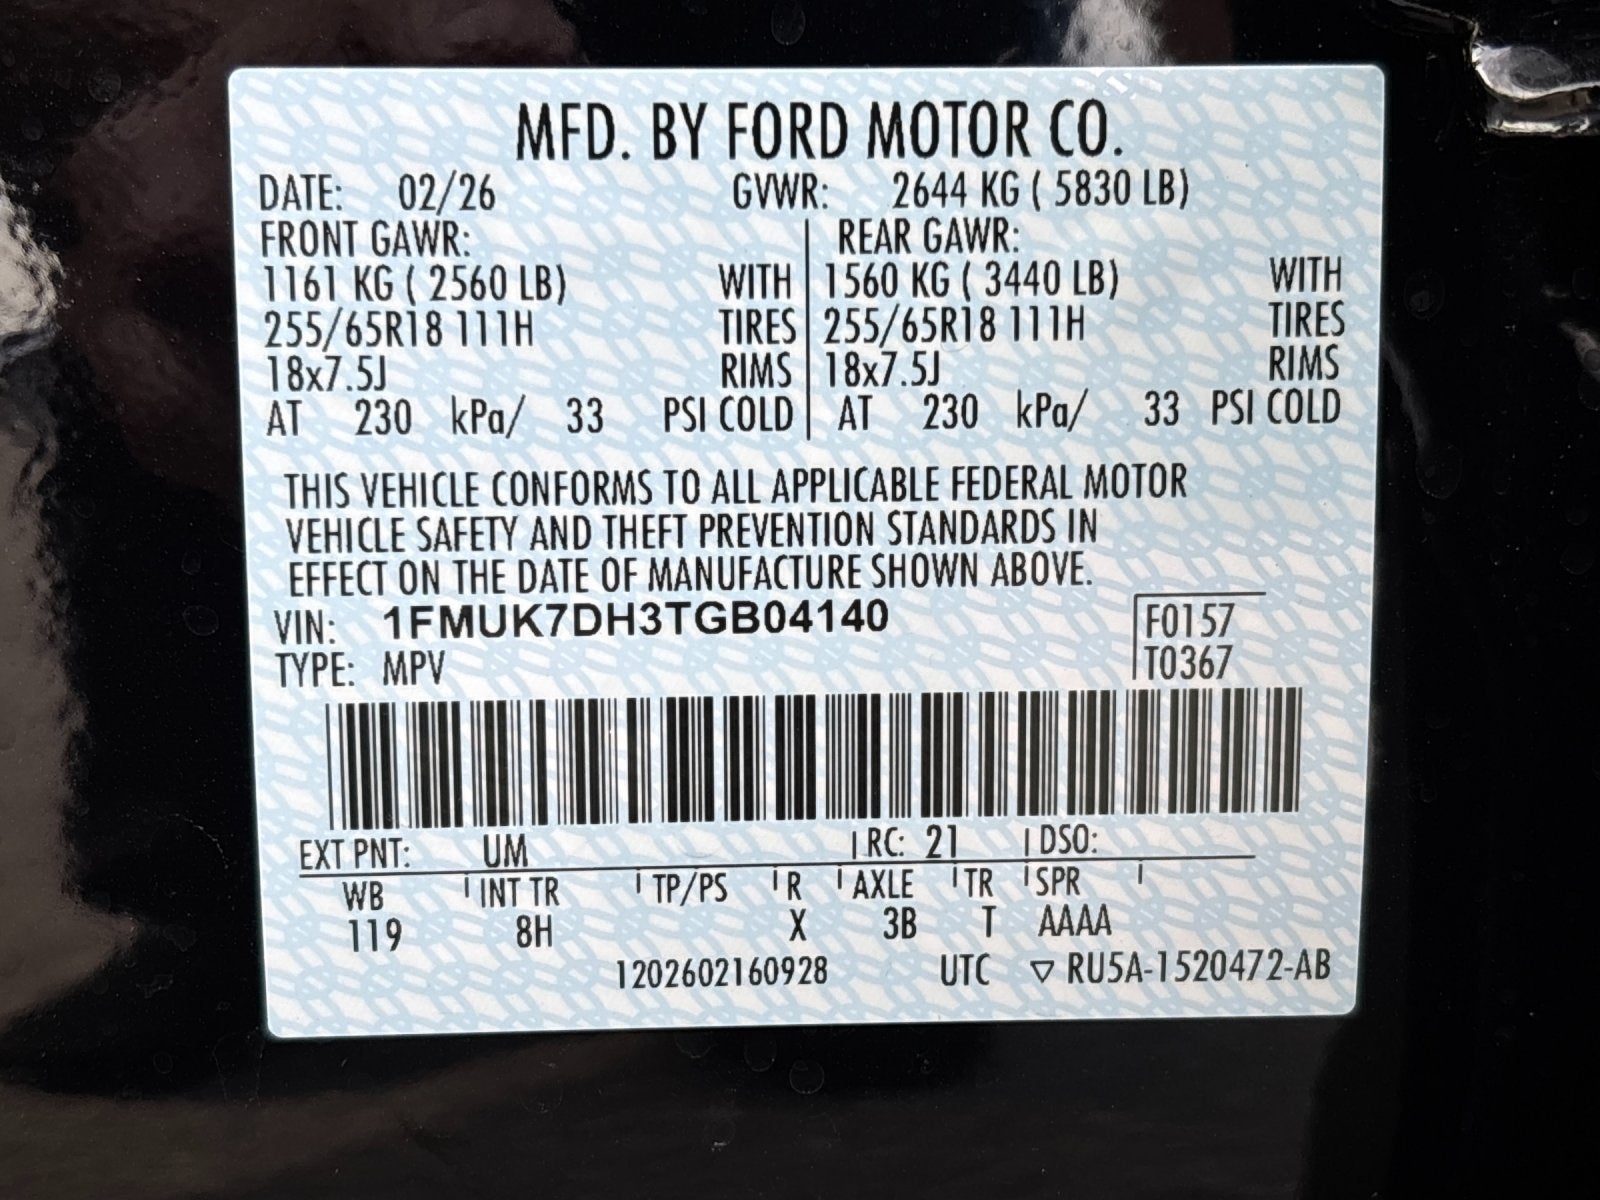 MFD. BY FORD MOTOR CO.
DATE: 02/26 GVWR: 2644 KG ( 5830 LB)
FRONT GAWR: REAR GAWR:
1161 KG ( 2560 LB) WITH 1560 KG ( 3440 LB) WITH
255/65R18 111H TIRES 255/65R18 111H TIRES
18x7.5J RIMS 18x7.5J RIMS
AT 230 kPa/ 33 PSI COLD AT 230 kPa/ 33 PSI COLD
THIS VEHICLE CONFORMS TO ALL APPLICABLE FEDERAL MOTOR
VEHICLE SAFETY AND THEFT PREVENTION STANDARDS IN
EFFECT ON THE DATE OF MANUFACTURE SHOWN ABOVE.
VIN: 1FMUK7DH3TGB04140 F0157
TYPE: MPV T0367
EXT PNT: UM RC: 21 DSO:
WB INT TR TP/PS R AXLE TR SPR
119 8H X 3B T AAAA
1202602160928 UTC ▽ RU5A-1520472-AB